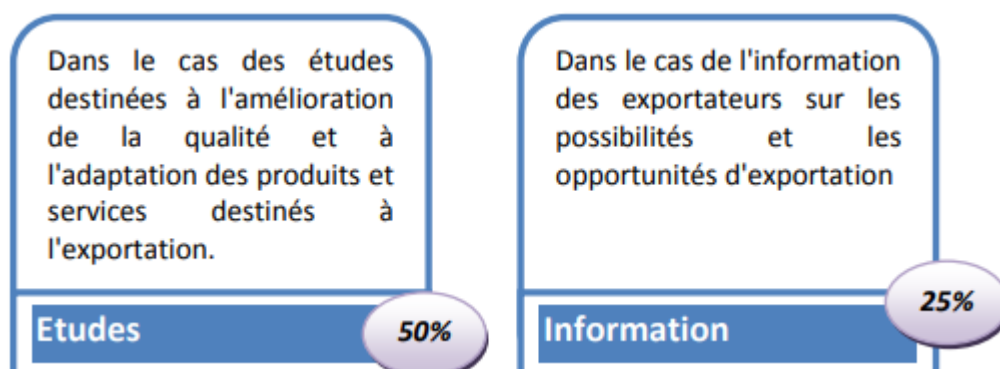 Dans le cas des études
destinées à l'amélioration
de la qualité et à
l'adaptation des produits et
services destinés à
l'exportation.
Etudes
50%
Dans le cas de l'information
des exportateurs sur les
possibilités et les
opportunités d'exportation
Information
25%